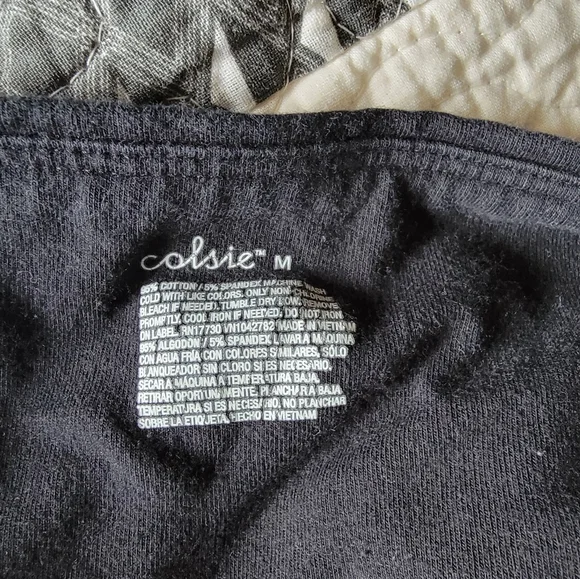 colsie™ M
95% COTTON / 5% SPANDEX MACHINE WASH
COLD WITH LIKE COLORS. ONLY NON-CHLORINE
BLEACH IF NEEDED. TUMBLE DRY LOW. REMOVE
PROMPTLY. COOL IRON IF NEEDED. DO NOT IRON
ON LABEL. RN17730 VN1042762 MADE IN VIETNAM
95% ALGODON / 5% SPANDEX LAVAR A MÁQUINA
CON AGUA FRÍA CON COLORES SIMILARES, SÓLO
BLANQUEADOR SIN CLORO SI ES NECESARIO.
SECAR A MÁQUINA A TEMPERATURA BAJA.
RETIRAR OPORTUNAMENTE. PLANCHAR A BAJA
TEMPERATURA SI ES NECESARIO, NO PLANCHAR
SOBRE LA ETIQUETA. HECHO EN VIETNAM